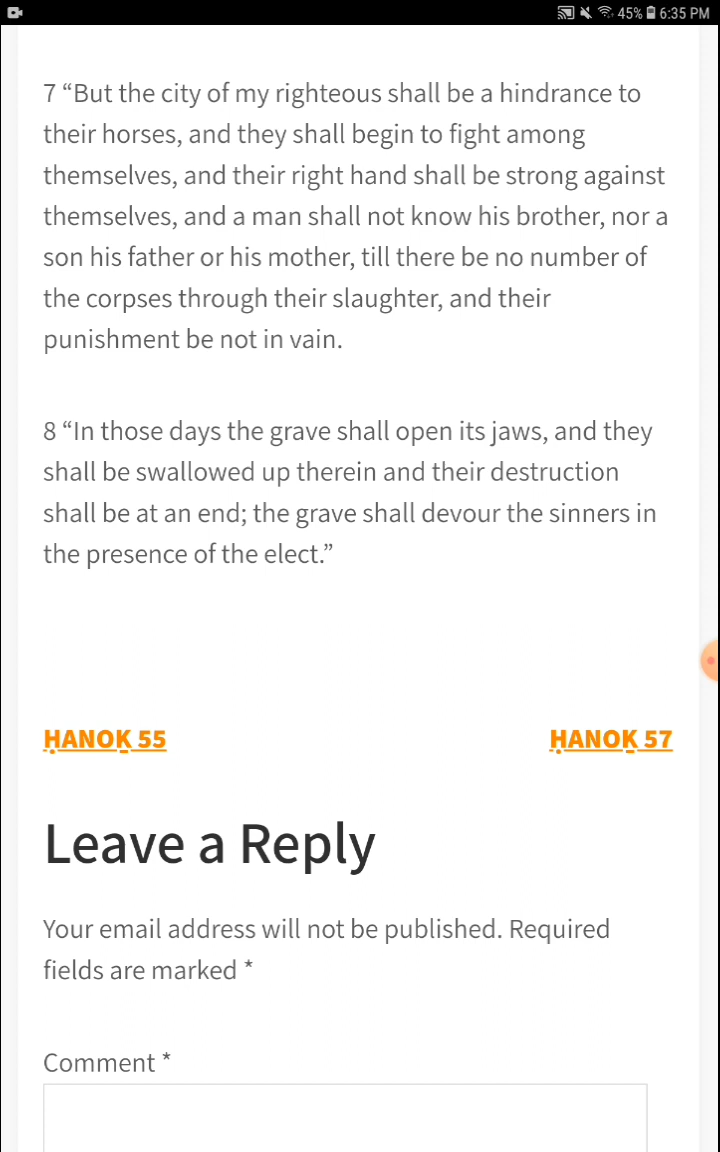 45% 6:35 PM
7 “But the city of my righteous shall be a hindrance to
their horses, and they shall begin to fight among
themselves, and their right hand shall be strong against
themselves, and a man shall not know his brother, nor a
son his father or his mother, till there be no number of
the corpses through their slaughter, and their
punishment be not in vain.
8 “In those days the grave shall open its jaws, and they
shall be swallowed up therein and their destruction
shall be at an end; the grave shall devour the sinners in
the presence of the elect.”
ḤANOḴ 55 ḤANOḴ 57
Leave a Reply
Your email address will not be published. Required
fields are marked *
Comment *